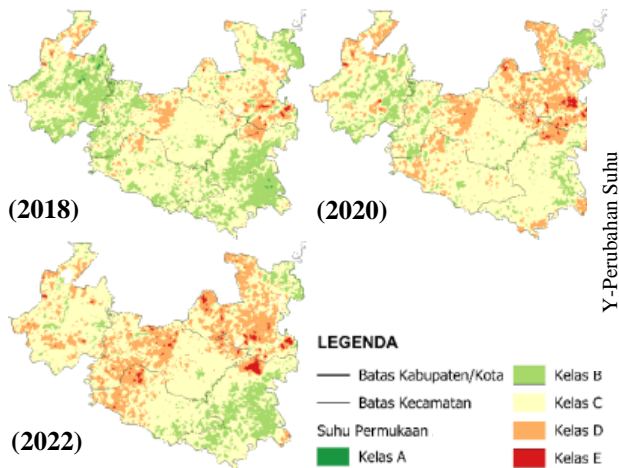 (2018)
(2020)
Y-Perubahan Suhu
(2022)
LEGENDA
Batas Kabupaten/Kota
Batas Kecamatan
Suhu Permukaan
Kelas A
Kelas B
Kelas C
Kelas D
Kelas E